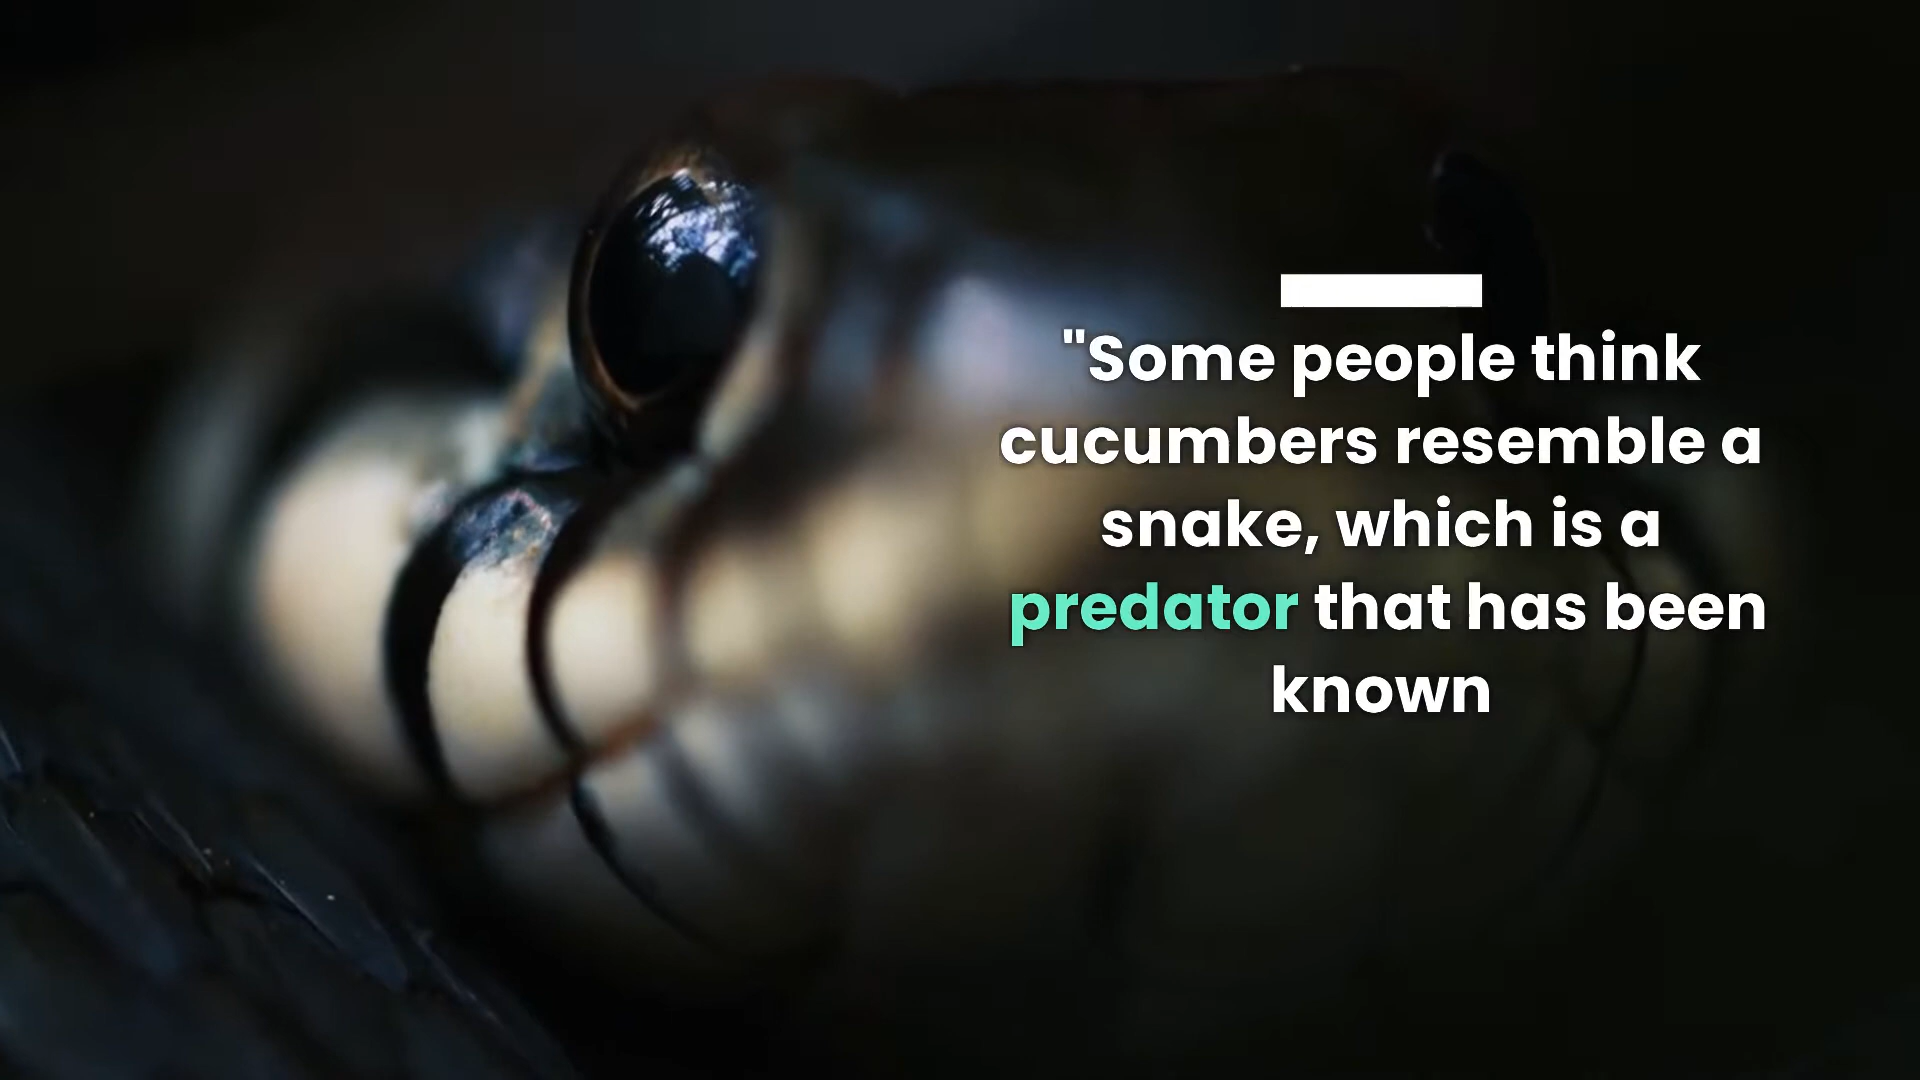 "Some people think
cucumbers resemble a
snake, which is a
predator that has been
known